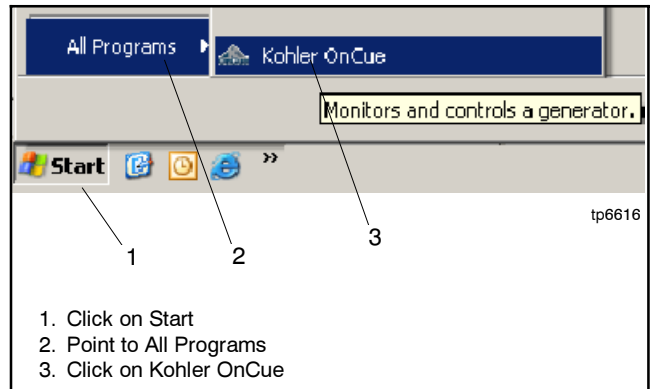 All Programs
Kohler OnCue
Monitors and controls a generator.
Start
»
tp6616
1
2
3
1. Click on Start
2. Point to All Programs
3. Click on Kohler OnCue